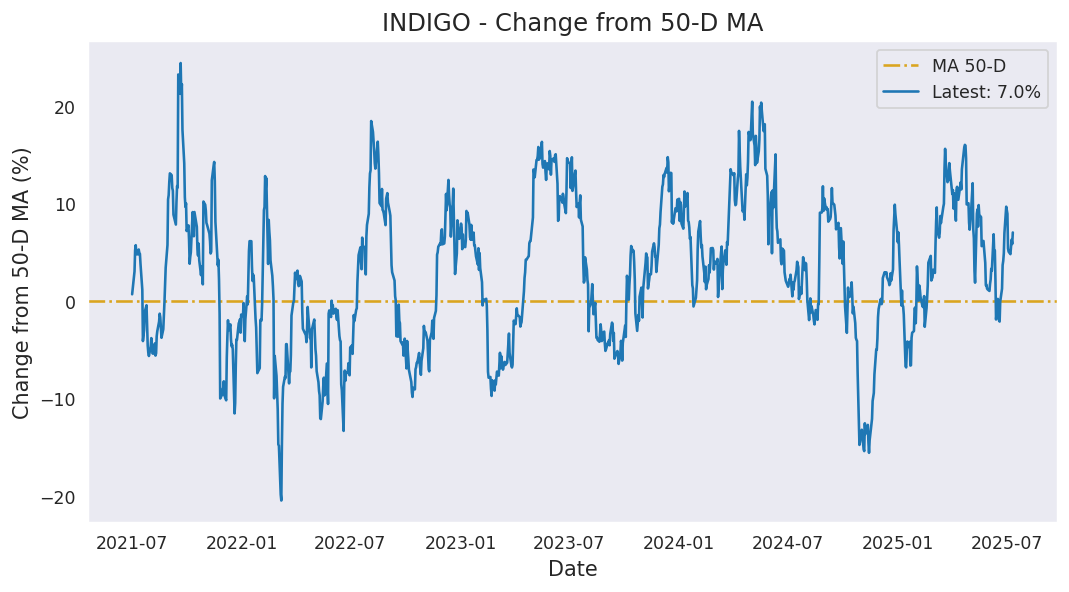 INDIGO - Change from 50-D MA
MA 50-D
Latest: 7.0%
Change from 50-D MA (%)
20
10
0
−10
−20
2021-07 2022-01 2022-07 2023-01 2023-07 2024-01 2024-07 2025-01 2025-07
Date